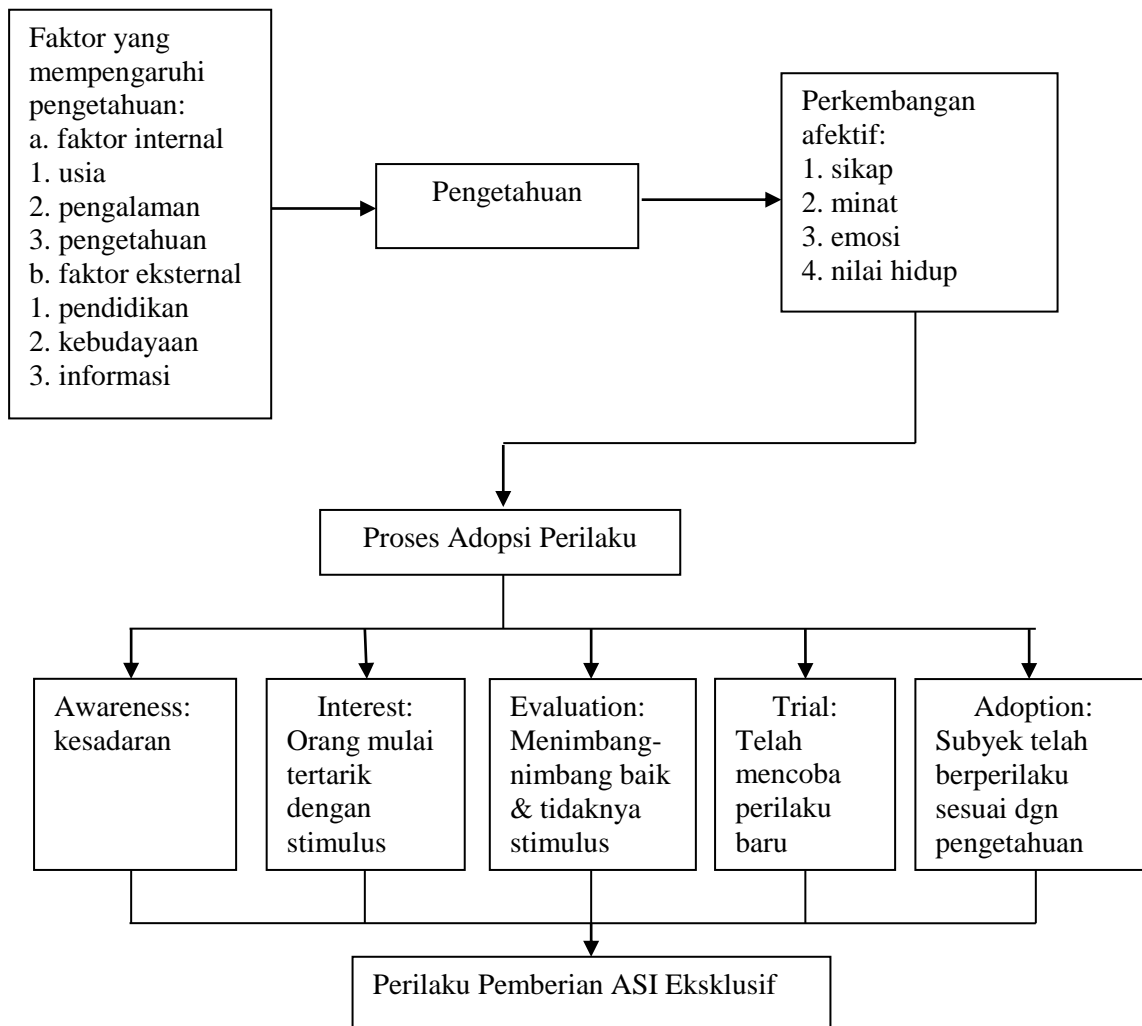 Faktor yang
mempengaruhi
pengetahuan:
a. faktor internal
1. usia
2. pengalaman
3. pengetahuan
b. faktor eksternal
1. pendidikan
2. kebudayaan
3. informasi
Pengetahuan
Perkembangan
afektif:
1. sikap
2. minat
3. emosi
4. nilai hidup
Proses Adopsi Perilaku
Awareness:
kesadaran
Interest:
Orang mulai
tertarik
dengan
stimulus
Evaluation:
Menimbang-
nimbang baik
& tidaknya
stimulus
Trial:
Telah
mencoba
perilaku
baru
Adoption:
Subyek telah
berperilaku
sesuai dgn
pengetahuan
Perilaku Pemberian ASI Eksklusif